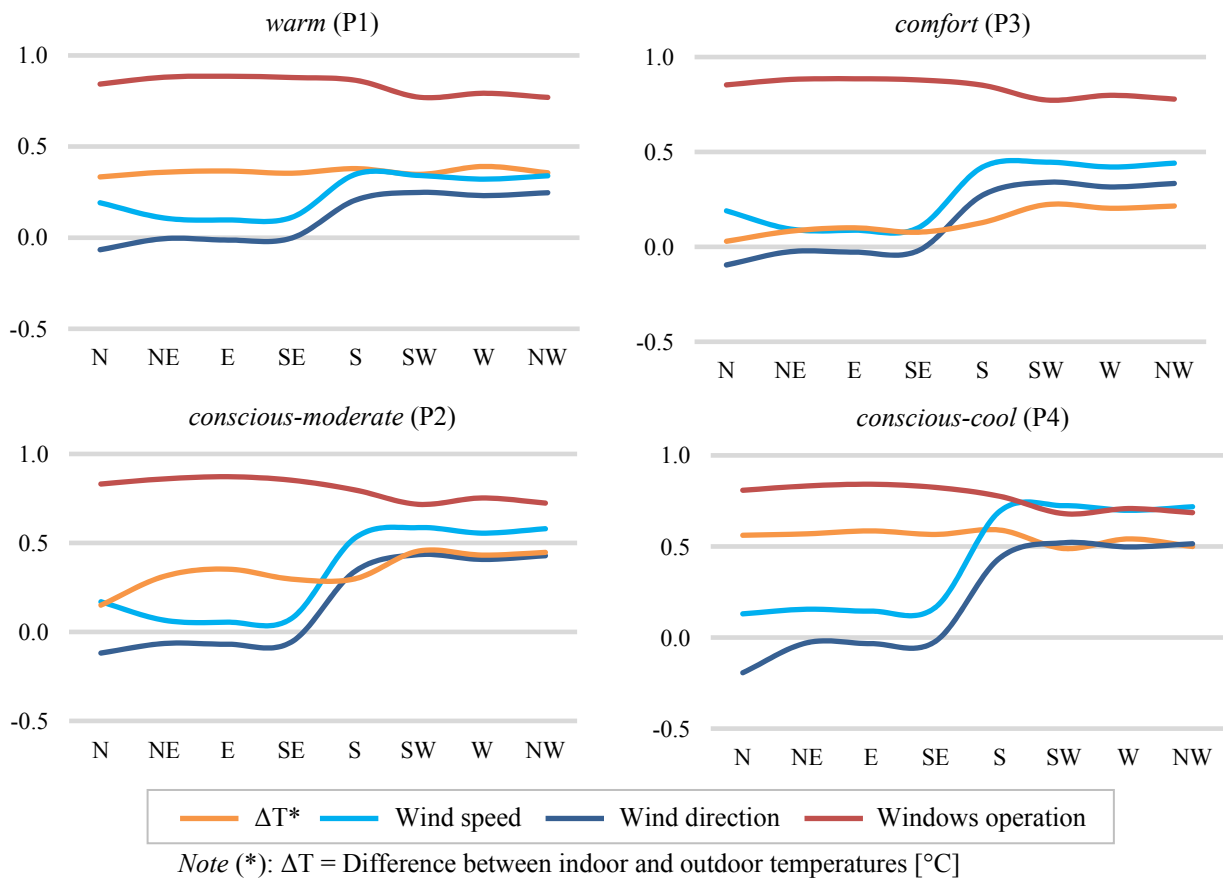 warm (P1)
1.0
0.5
0.0
-0.5
N NE E SE S SW W NW
comfort (P3)
1.0
0.5
0.0
-0.5
N NE E SE S SW W NW
conscious-moderate (P2)
1.0
0.5
0.0
-0.5
N NE E SE S SW W NW
conscious-cool (P4)
1.0
0.5
0.0
-0.5
N NE E SE S SW W NW
ΔT* Wind speed Wind direction Windows operation
Note (*): ΔT = Difference between indoor and outdoor temperatures [°C]